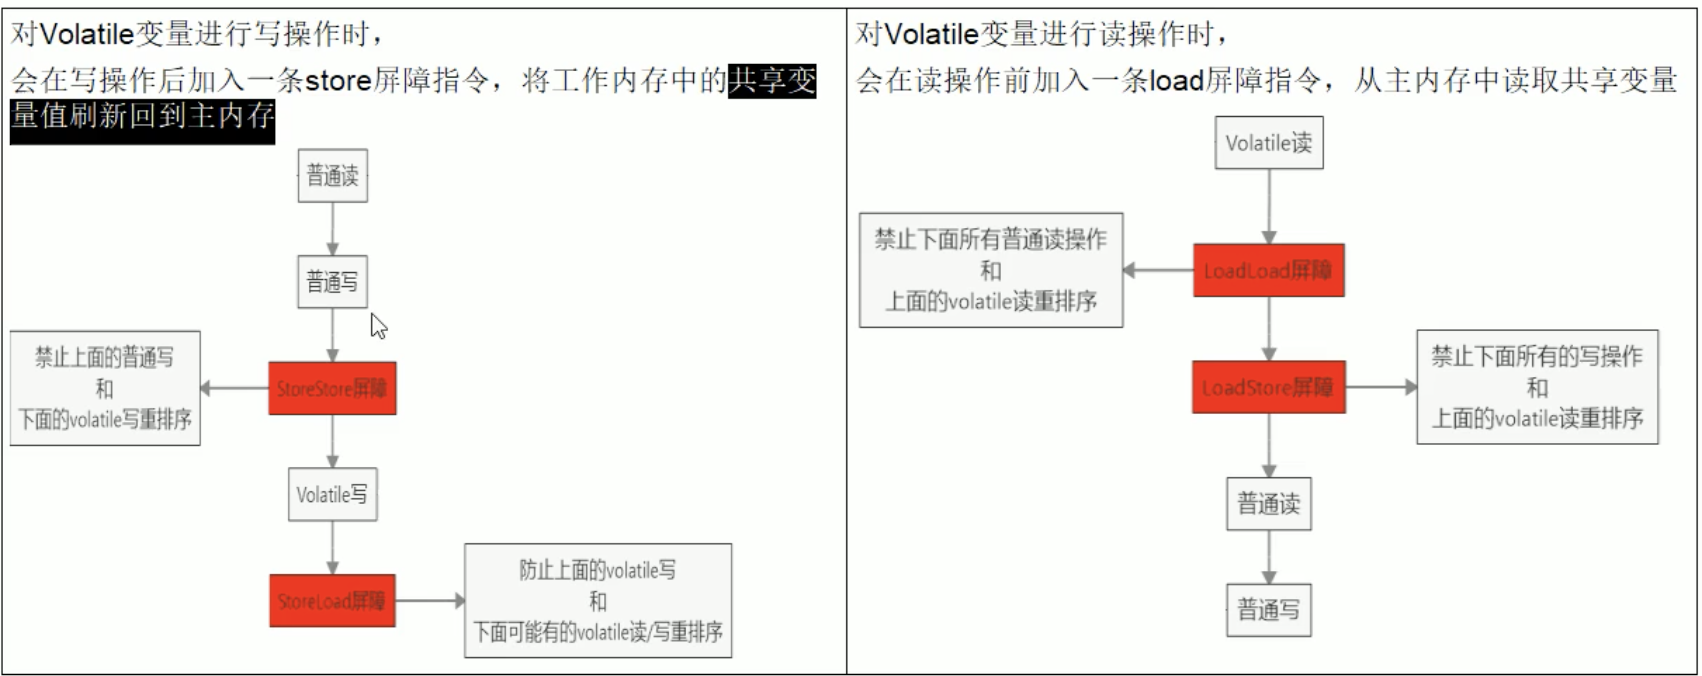 对Volatile变量进行写操作时，
会在写操作后加入一条store屏障指令，将工作内存中的共享变
量值刷新回到主内存
普通读
普通写
禁止上面的普通写
和
下面的volatile写重排序
StoreStore屏障
Volatile写
StoreLoad屏障
防止上面的volatile写
和
下面可能有的volatile读/写重排序
对Volatile变量进行读操作时，
会在读操作前加入一条load屏障指令，从主内存中读取共享变量
Volatile读
禁止下面所有普通读操作
和
上面的volatile读重排序
LoadLoad屏障
LoadStore屏障
禁止下面所有的写操作
和
上面的volatile读重排序
普通读
普通写